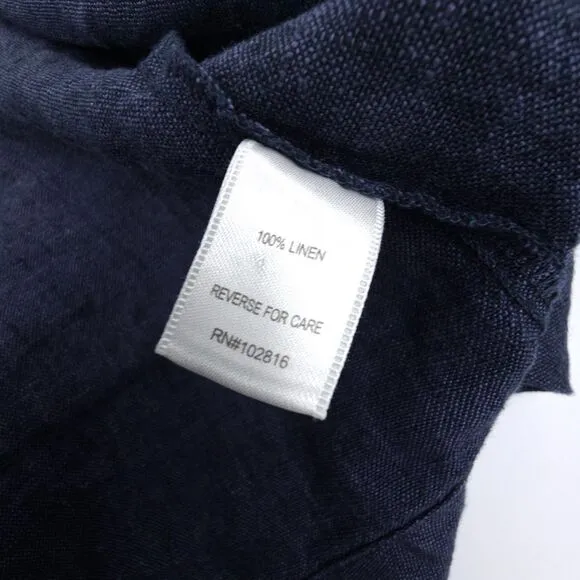 100% LINEN
REVERSE FOR CARE
RN#102816